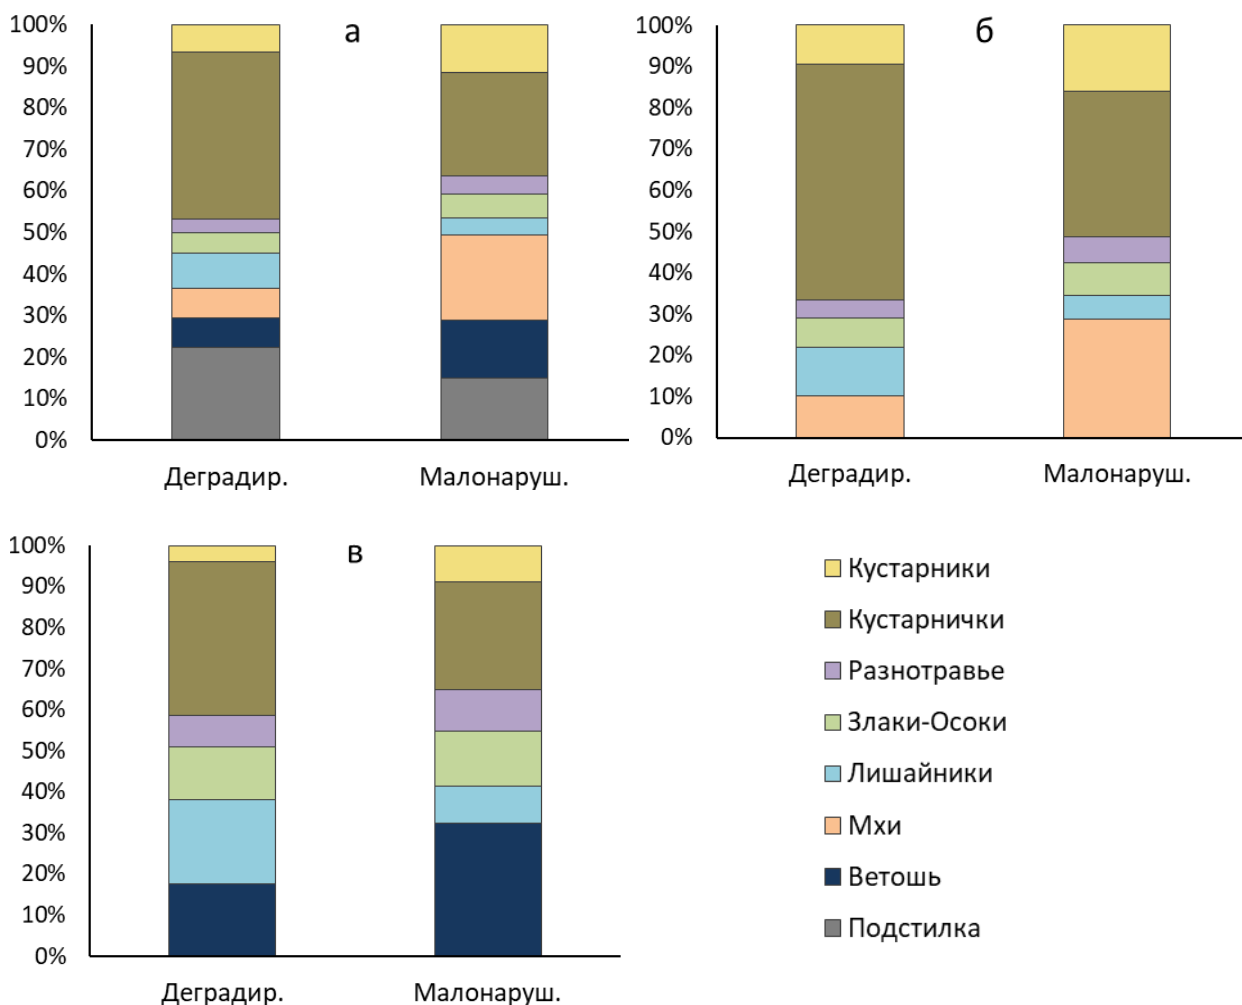 а
100%
90%
80%
70%
60%
50%
40%
30%
20%
10%
0%
Деградир. Малонаруш.
б
100%
90%
80%
70%
60%
50%
40%
30%
20%
10%
0%
Деградир. Малонаруш.
в
100%
90%
80%
70%
60%
50%
40%
30%
20%
10%
0%
Деградир. Малонаруш.
Кустарники
Кустарнички
Разнотравье
Злаки-Осоки
Лишайники
Мхи
Ветошь
Подстилка